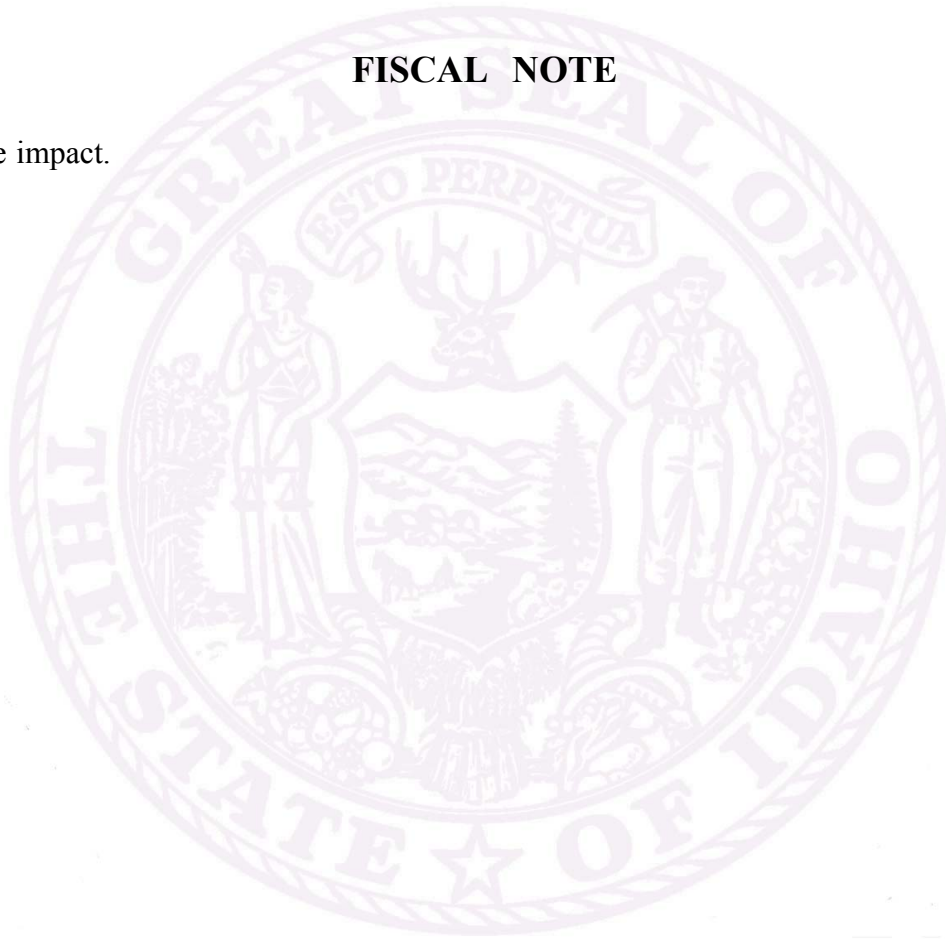 FISCAL NOTE
e impact.
GREAT SEAL OF
ESTO PERPETUA
THE STATE ☆ OF IDAHO